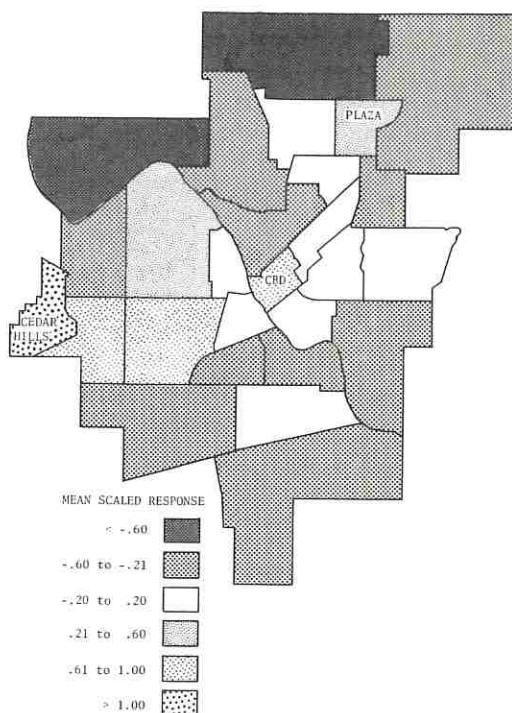 PLAZA
CBD
CEDAR
HILLS
MEAN SCALED RESPONSE
< -.60
-.60 to -.21
-.20 to .20
.21 to .60
.61 to 1.00
> 1.00